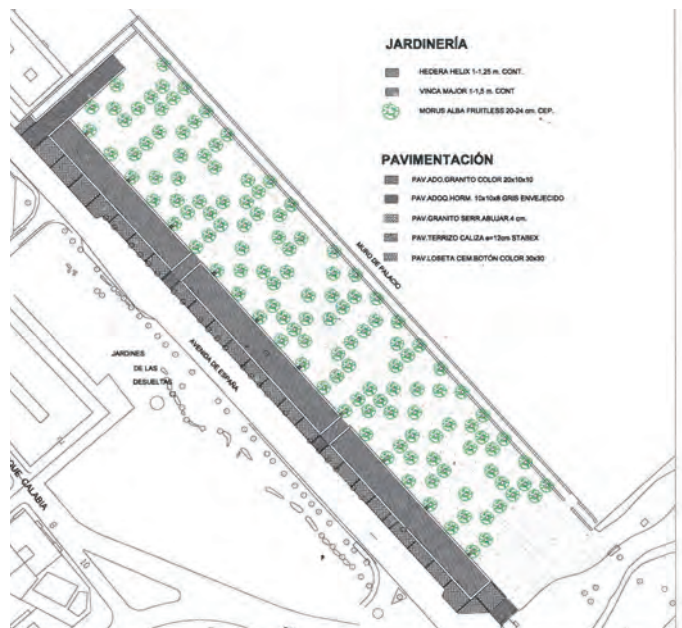 JARDINERÍA
HEDERA HELIX 1-1,25 m. CONT.
VINCA MAJOR 1-1,5 m. CONT
MORUS ALBA FRUITLESS 20-24 cm. CEP.
PAVIMENTACIÓN
PAV.ADO.GRANITO COLOR 20x10x10
PAV.ADOQ.HORM. 10x10x8 GRIS ENVEJECIDO
PAV.GRANITO SERR.ABUJAR.4 cm.
PAV.TERRIZO CALIZA e=12cm STABEX
PAV.LOSETA CEM.BOTÓN COLOR 30x30
MURO DE PALACIO
AVENIDA DE ESPAÑA
JARDINES
DE LAS
DESUELTAS
QUE-CALABIA